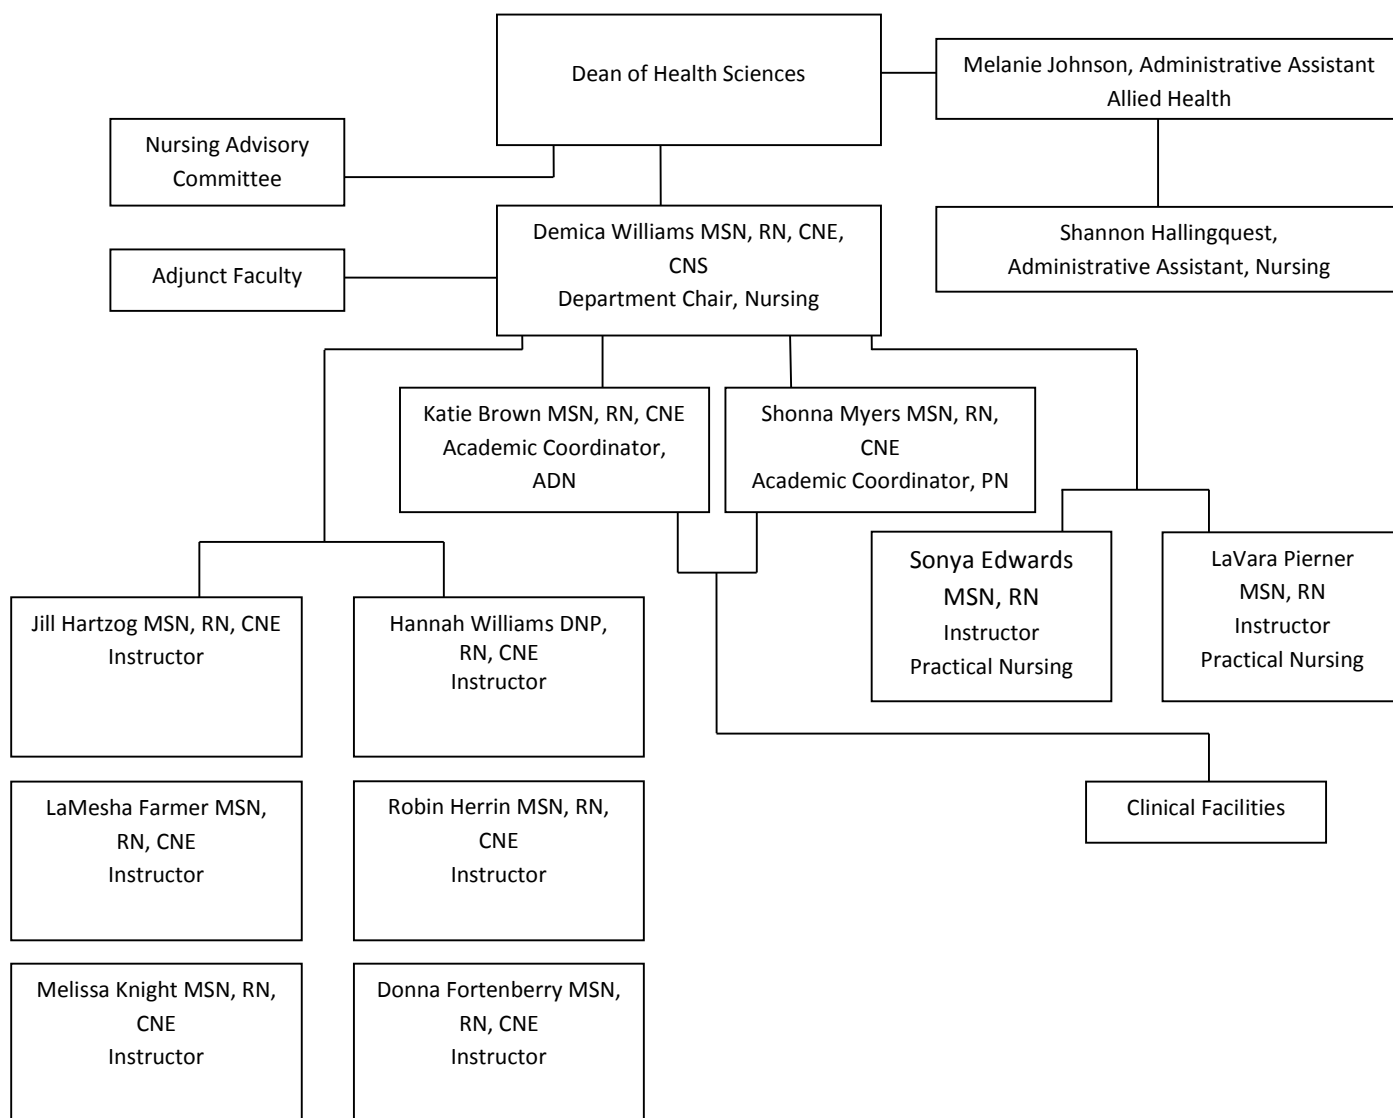 Dean of Health Sciences
Melanie Johnson, Administrative Assistant
Allied Health
Nursing Advisory
Committee
Demica Williams MSN, RN, CNE,
CNS
Department Chair, Nursing
Shannon Hallingquest,
Administrative Assistant, Nursing
Adjunct Faculty
Katie Brown MSN, RN, CNE
Academic Coordinator,
ADN
Shonna Myers MSN, RN,
CNE
Academic Coordinator, PN
Sonya Edwards
MSN, RN
Instructor
Practical Nursing
LaVara Pierner
MSN, RN
Instructor
Practical Nursing
Jill Hartzog MSN, RN, CNE
Instructor
Hannah Williams DNP,
RN, CNE
Instructor
LaMesha Farmer MSN,
RN, CNE
Instructor
Robin Herrin MSN, RN,
CNE
Instructor
Clinical Facilities
Melissa Knight MSN, RN,
CNE
Instructor
Donna Fortenberry MSN,
RN, CNE
Instructor